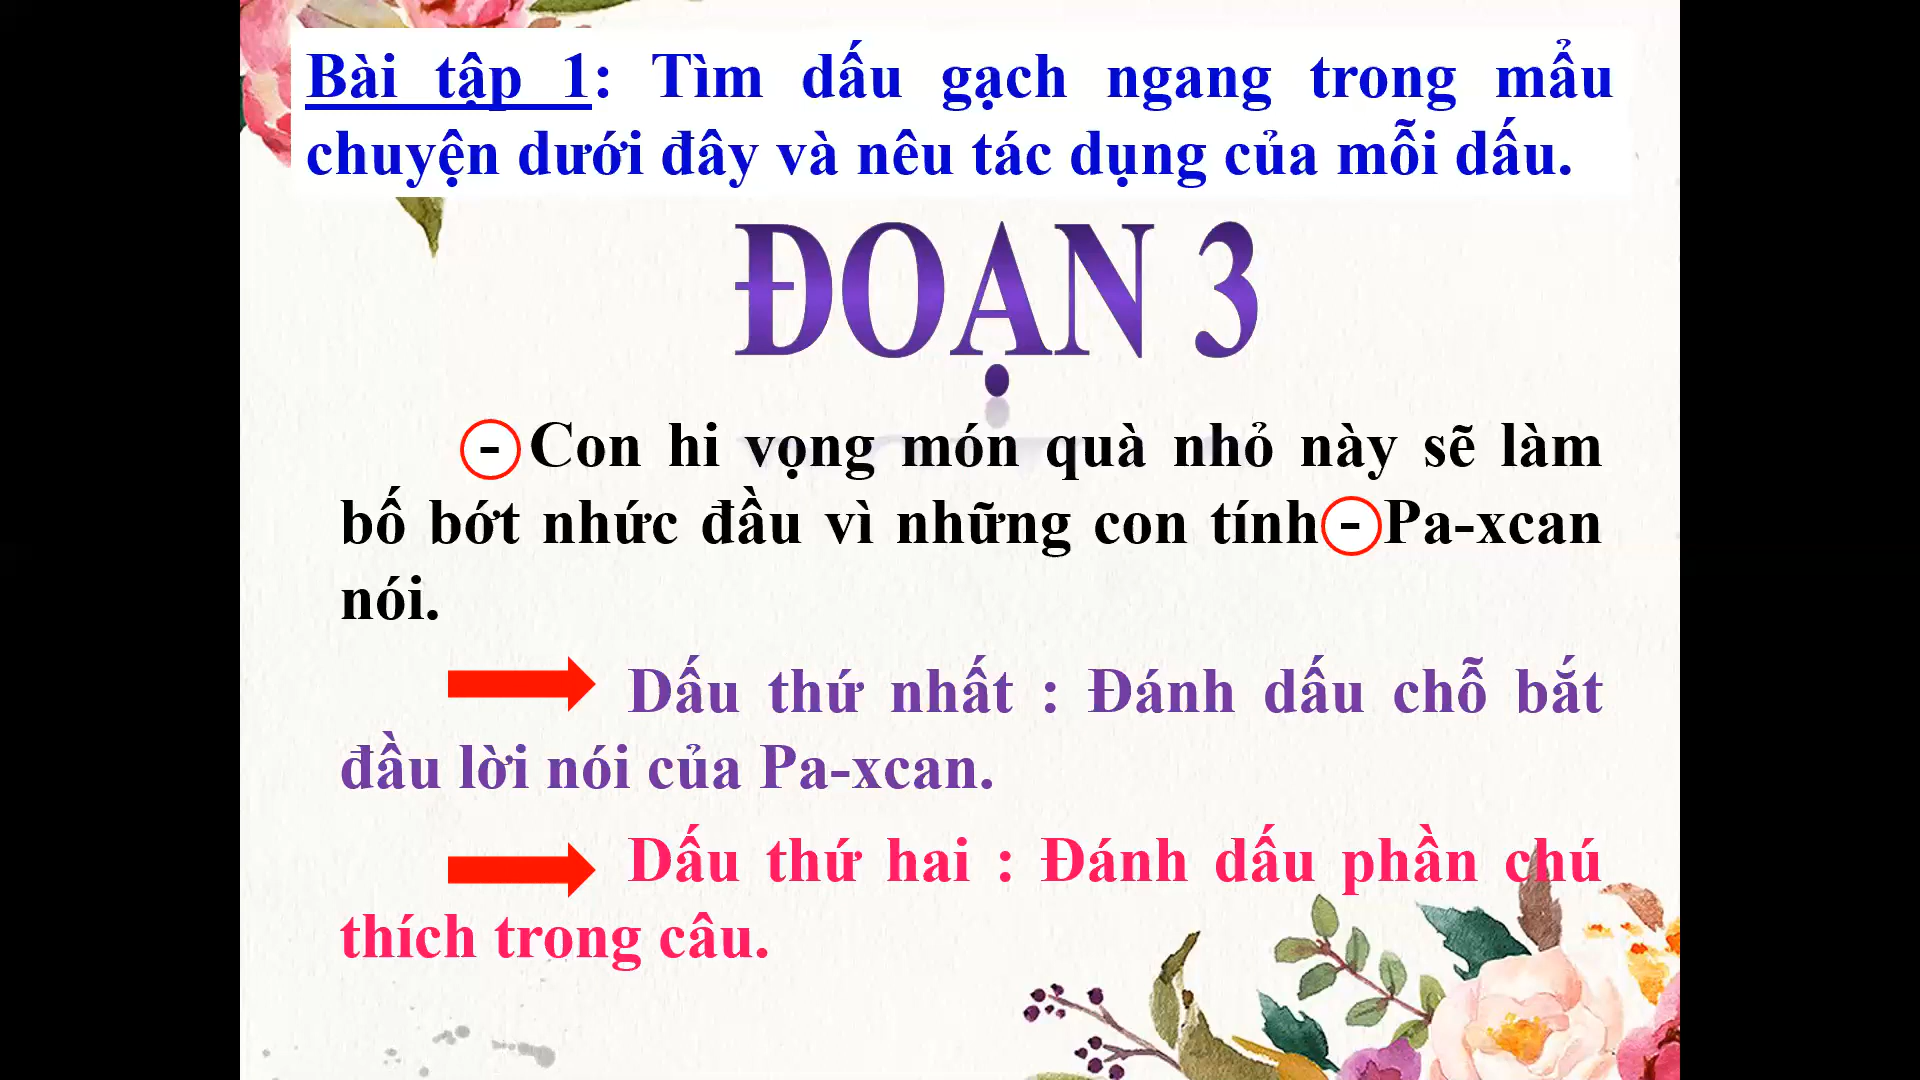 Bài tập 1: Tìm dấu gạch ngang trong mẩu
chuyện dưới đây và nêu tác dụng của mỗi dấu.
ĐOẠN 3
- Con hi vọng món quà nhỏ này sẽ làm
bố bớt nhức đầu vì những con tính - Pa-xcan
nói.
Dấu thứ nhất : Đánh dấu chỗ bắt
đầu lời nói của Pa-xcan.
Dấu thứ hai : Đánh dấu phần chú
thích trong câu.